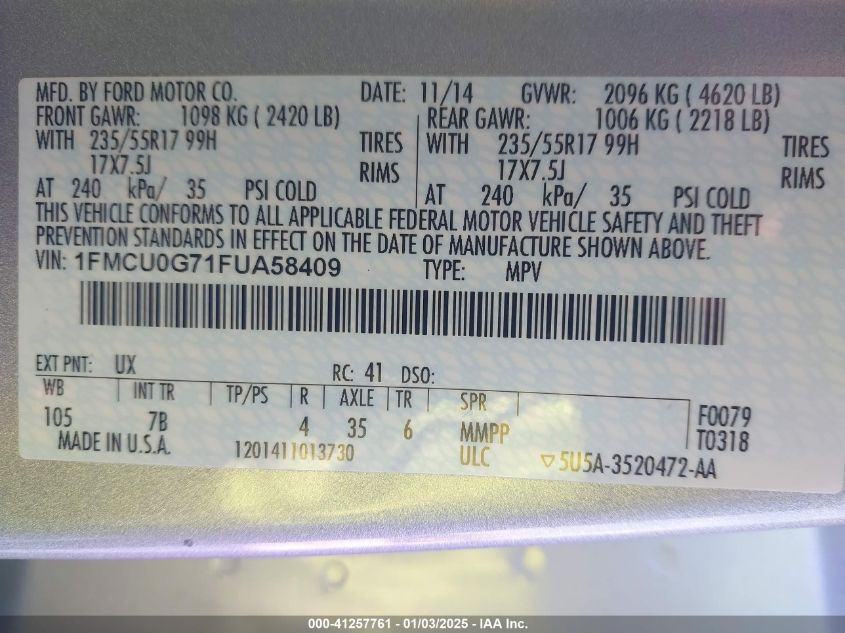 MFD. BY FORD MOTOR CO. DATE: 11/14 GVWR: 2096 KG ( 4620 LB)
FRONT GAWR: 1098 KG ( 2420 LB) REAR GAWR: 1006 KG ( 2218 LB)
WITH 235/55R17 99H TIRES WITH 235/55R17 99H TIRES
17X7.5J RIMS 17X7.5J RIMS
AT 240 kPa/ 35 PSI COLD AT 240 kPa/ 35 PSI COLD
THIS VEHICLE CONFORMS TO ALL APPLICABLE FEDERAL MOTOR VEHICLE SAFETY AND THEFT
PREVENTION STANDARDS IN EFFECT ON THE DATE OF MANUFACTURE SHOWN ABOVE.
VIN: 1FMCU0G71FUA58409 TYPE: MPV
EXT PNT: UX RC: 41 DSO:
WB INT TR TP/PS R AXLE TR SPR
105 7B 4 35 6 MMPP F0079
MADE IN U.S.A. 1201411013730 ULC T0318
5U5A-3520472-AA
000-41257761 - 01/03/2025 - IAA Inc.